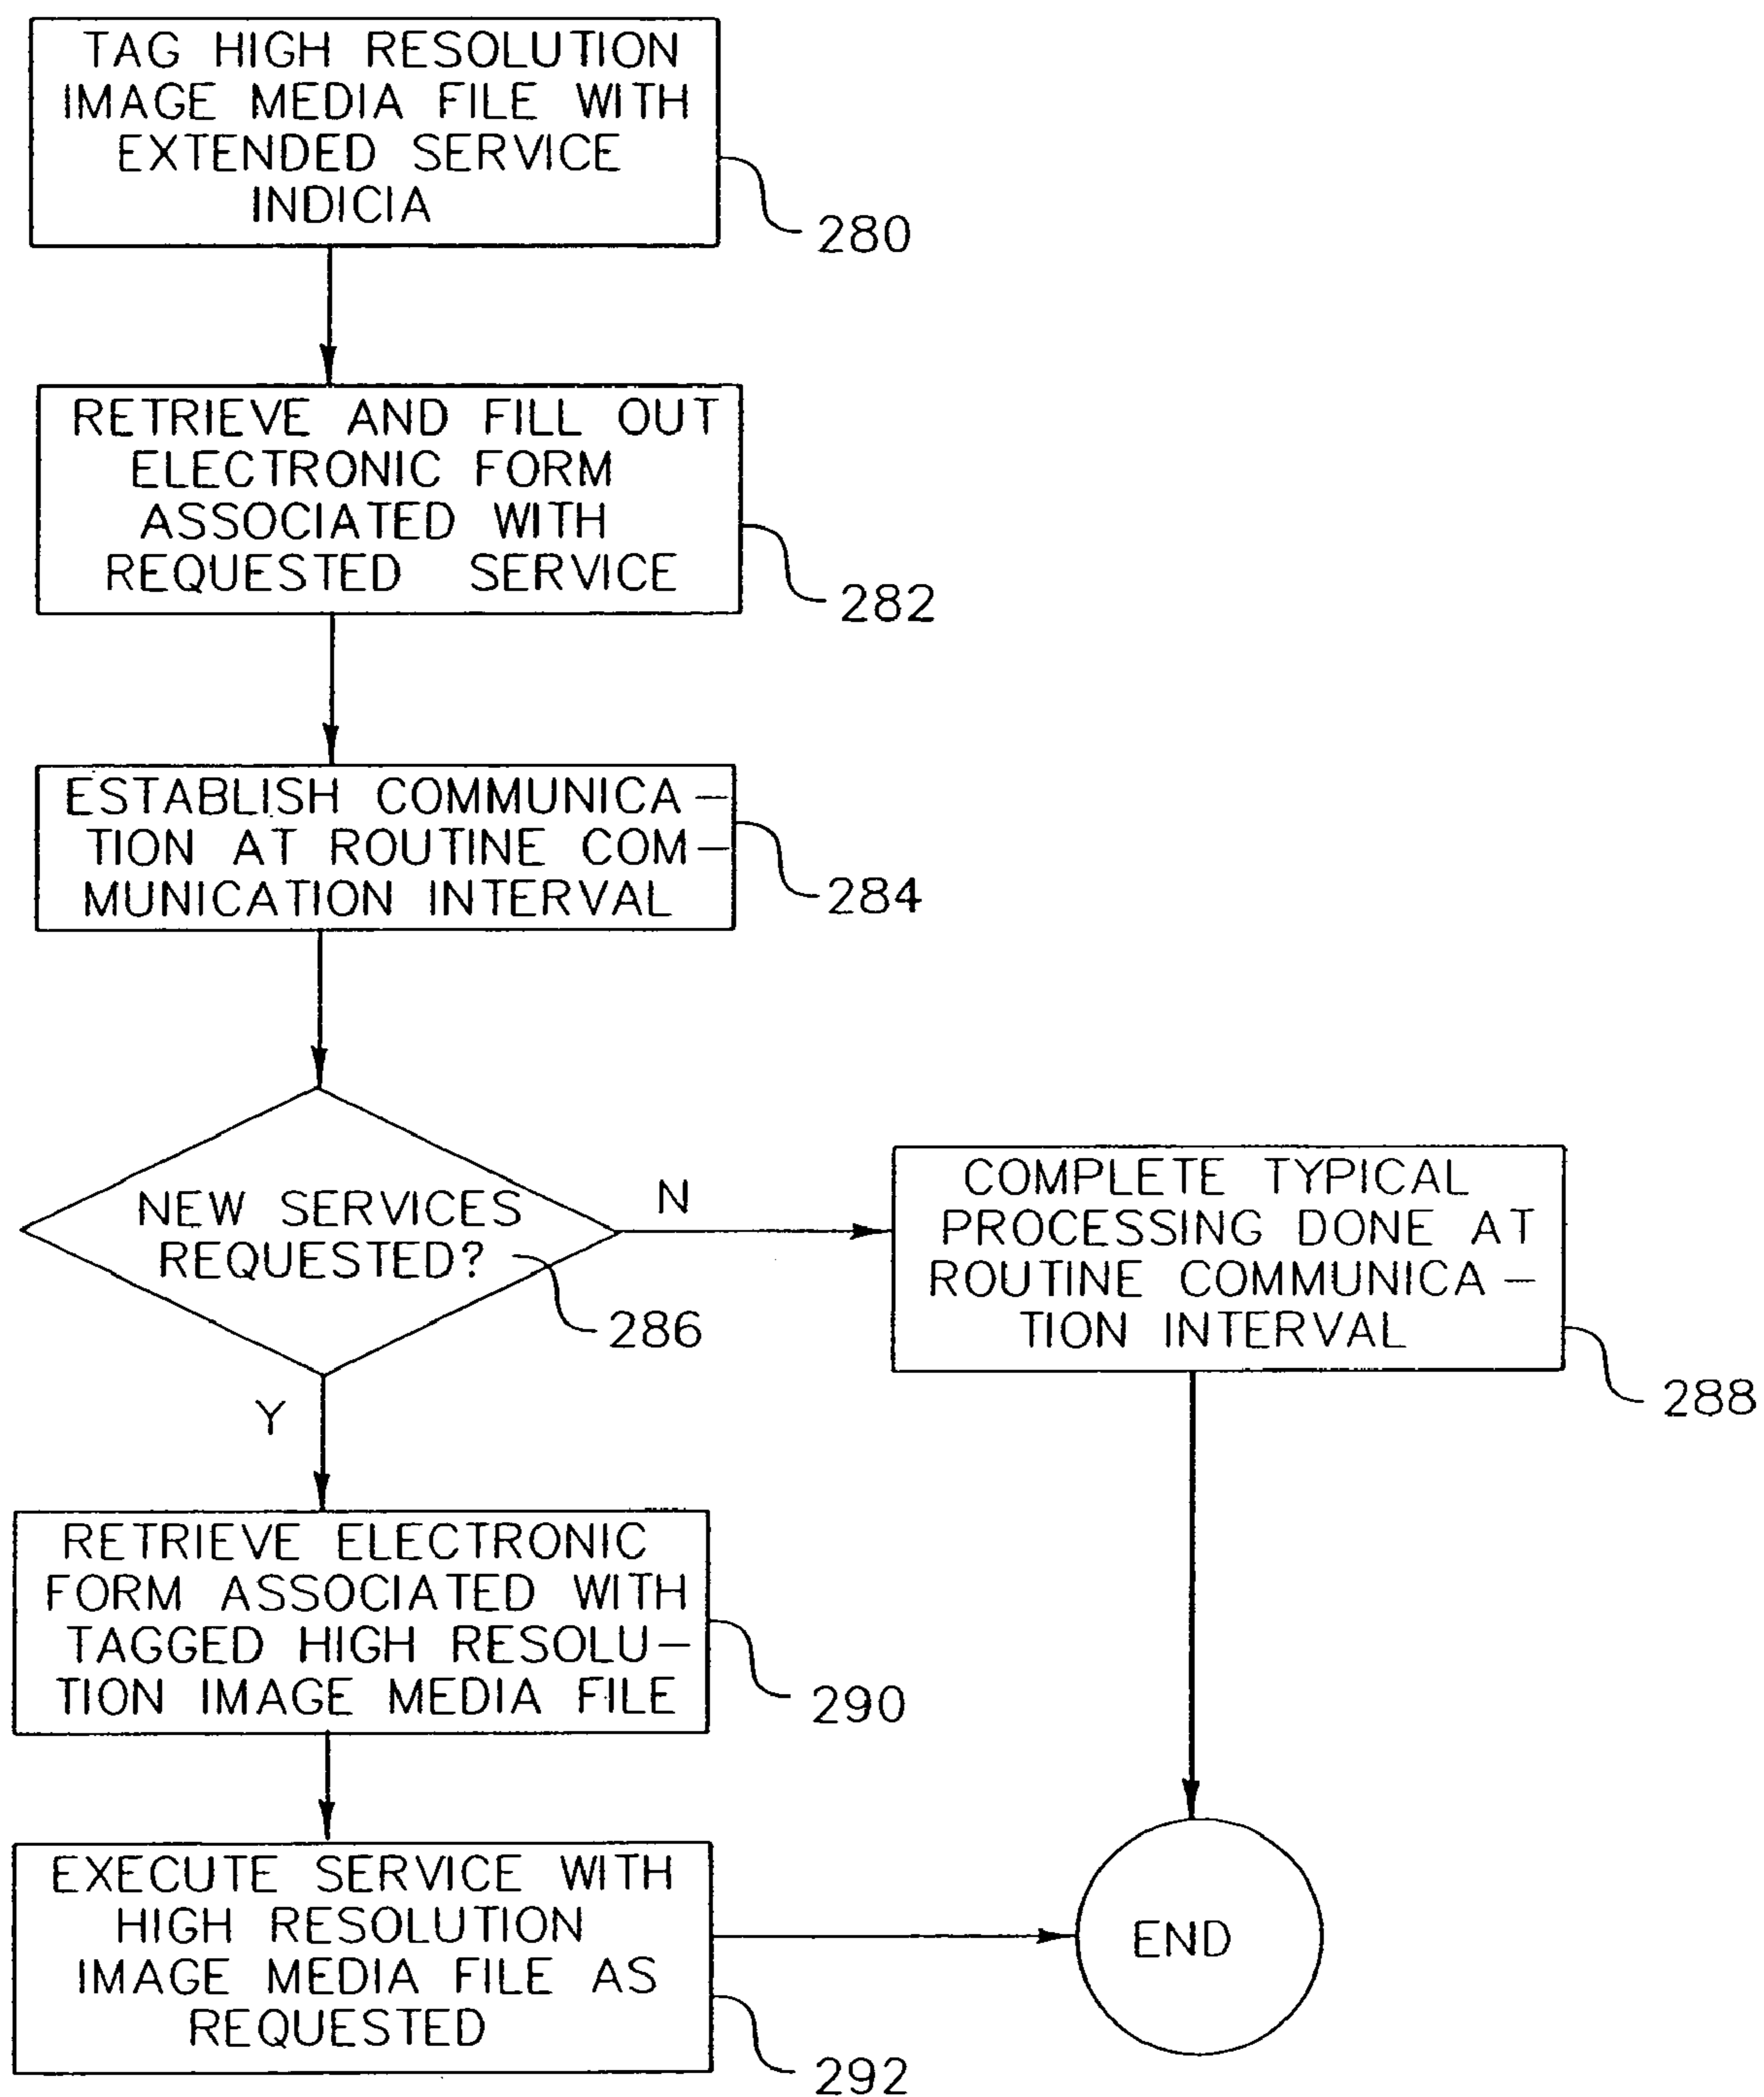 TAG HIGH RESOLUTION
IMAGE MEDIA FILE WITH
EXTENDED SERVICE
INDICIA
280
RETRIEVE AND FILL OUT
ELECTRONIC FORM
ASSOCIATED WITH
REQUESTED SERVICE
282
ESTABLISH COMMUNICA-
TION AT ROUTINE COM-
MUNICATION INTERVAL
284
NEW SERVICES
REQUESTED?
286
N
COMPLETE TYPICAL
PROCESSING DONE AT
ROUTINE COMMUNICA-
TION INTERVAL
288
Y
RETRIEVE ELECTRONIC
FORM ASSOCIATED WITH
TAGGED HIGH RESOLU-
TION IMAGE MEDIA FILE
290
EXECUTE SERVICE WITH
HIGH RESOLUTION
IMAGE MEDIA FILE AS
REQUESTED
292
END